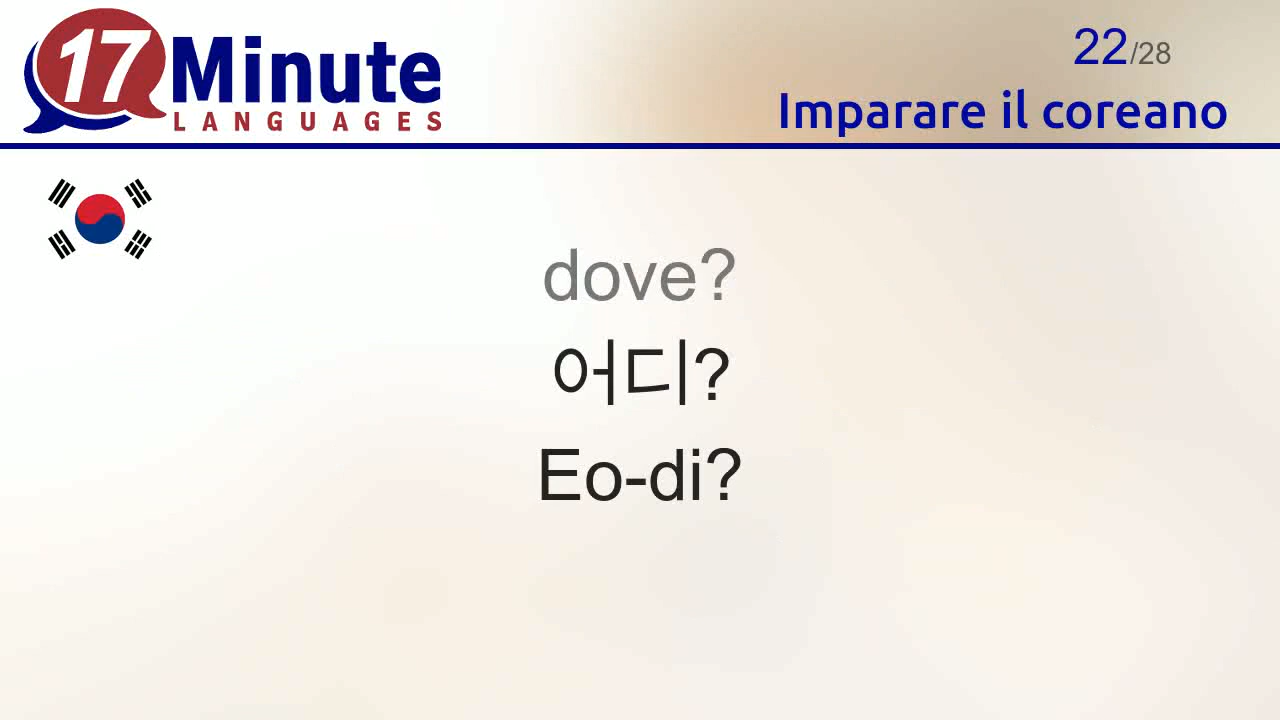 17 Minute
LANGUAGES
22/28
Imparare il coreano
dove?
어디?
Eo-di?